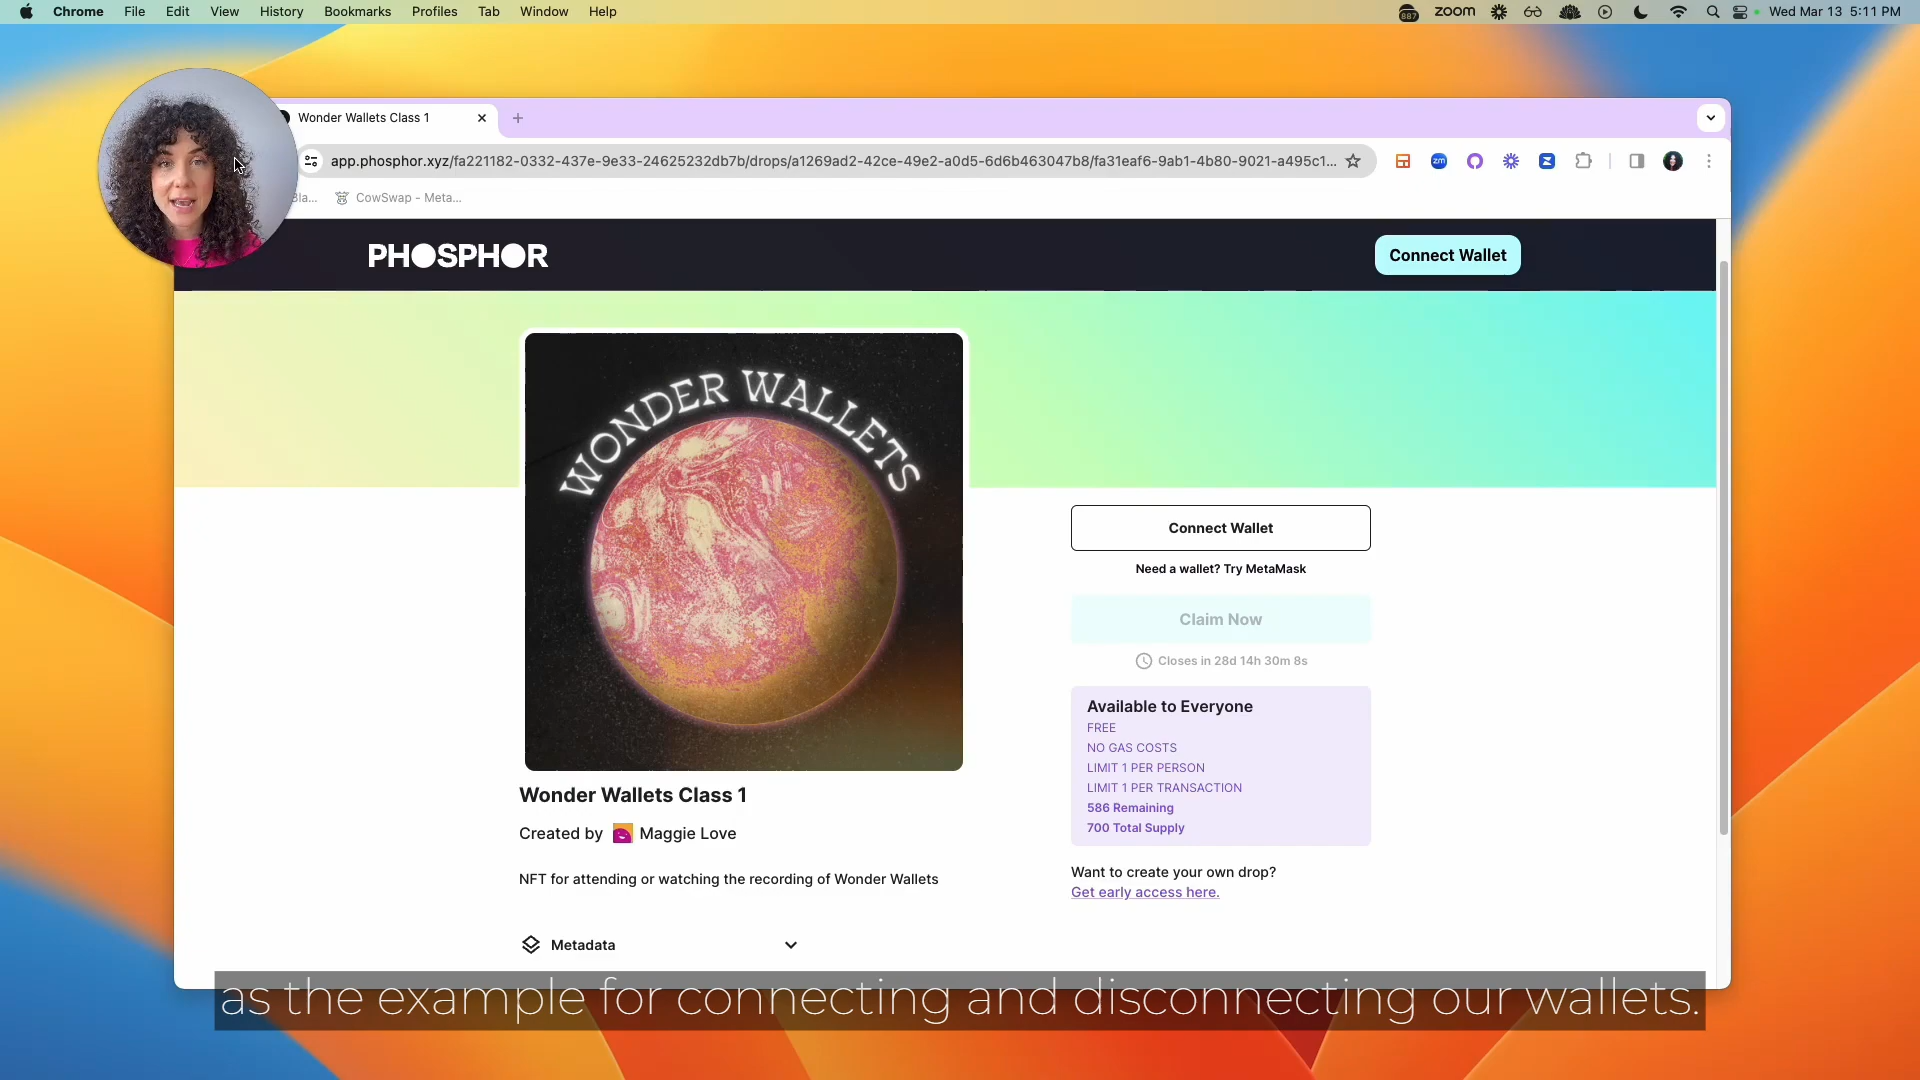 Chrome File Edit View History Bookmarks Profiles Tab Window Help
887 zoom Wed Mar 13 5:11 PM
Wonder Wallets Class 1
app.phosphor.xyz/fa221182-0332-437e-9e33-24625232db7b/drops/a1269ad2-42ce-49e2-a0d5-6d6b463047b8/fa31eaf6-9ab1-4b80-9021-a495c1...
zm
Bla... CowSwap - Meta...
PHOSPHOR
Connect Wallet
WONDER WALLETS
Connect Wallet
Need a wallet? Try MetaMask
Claim Now
Closes in 28d 14h 30m 8s
Available to Everyone
FREE
NO GAS COSTS
LIMIT 1 PER PERSON
LIMIT 1 PER TRANSACTION
586 Remaining
700 Total Supply
Want to create your own drop?
Get early access here.
Wonder Wallets Class 1
Created by Maggie Love
NFT for attending or watching the recording of Wonder Wallets
Metadata
as the example for connecting and disconnecting our wallets.